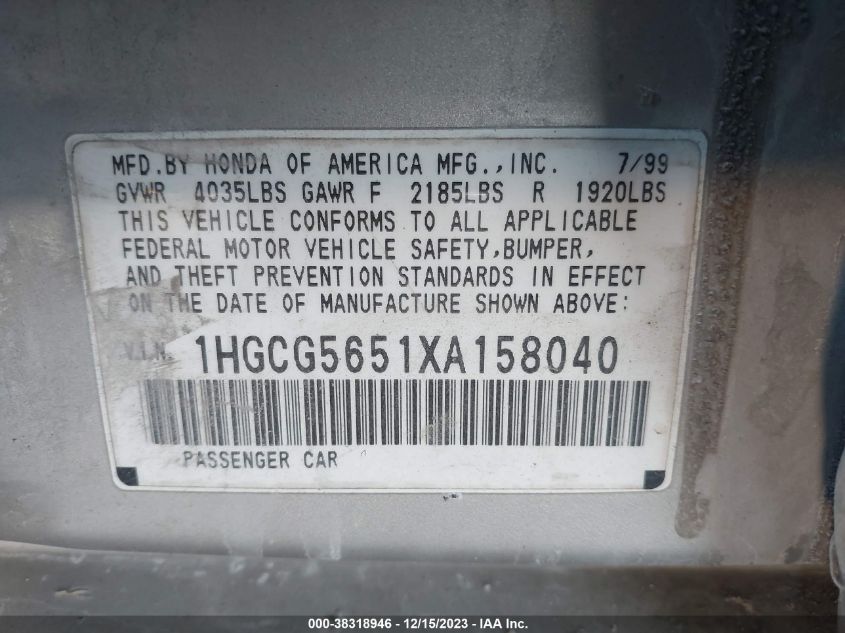 MFD.BY HONDA OF AMERICA MFG.,INC. 7/99
GVWR 4035LBS GAWR F 2185LBS R 1920LBS
THIS VEHICLE CONFORMS TO ALL APPLICABLE
FEDERAL MOTOR VEHICLE SAFETY,BUMPER,
AND THEFT PREVENTION STANDARDS IN EFFECT
ON THE DATE OF MANUFACTURE SHOWN ABOVE:
V.I.N. 1HGCG5651XA158040
PASSENGER CAR
000-38318946 - 12/15/2023 - IAA Inc.